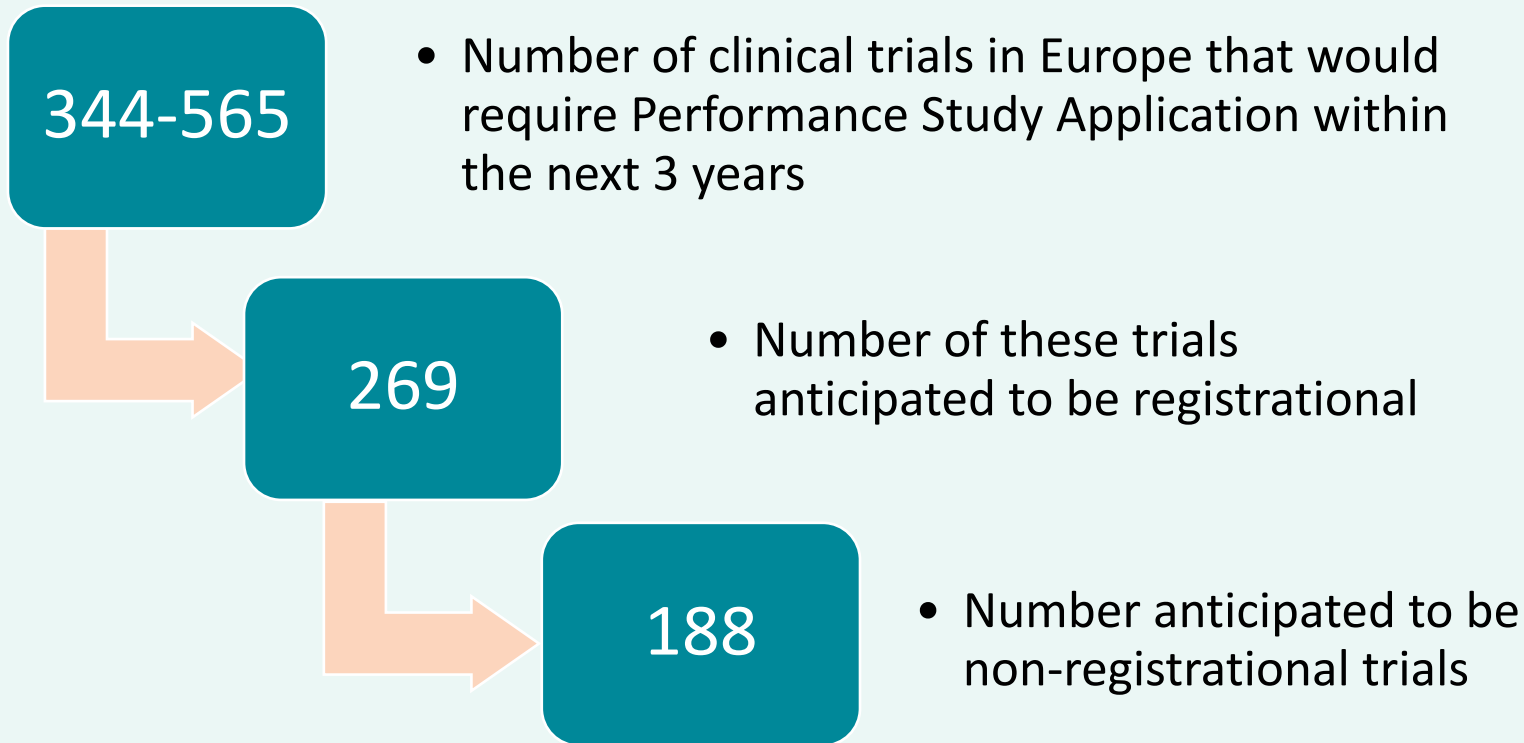 344-565
• Number of clinical trials in Europe that would
require Performance Study Application within
the next 3 years
269
• Number of these trials
anticipated to be registrational
188
• Number anticipated to be
non-registrational trials